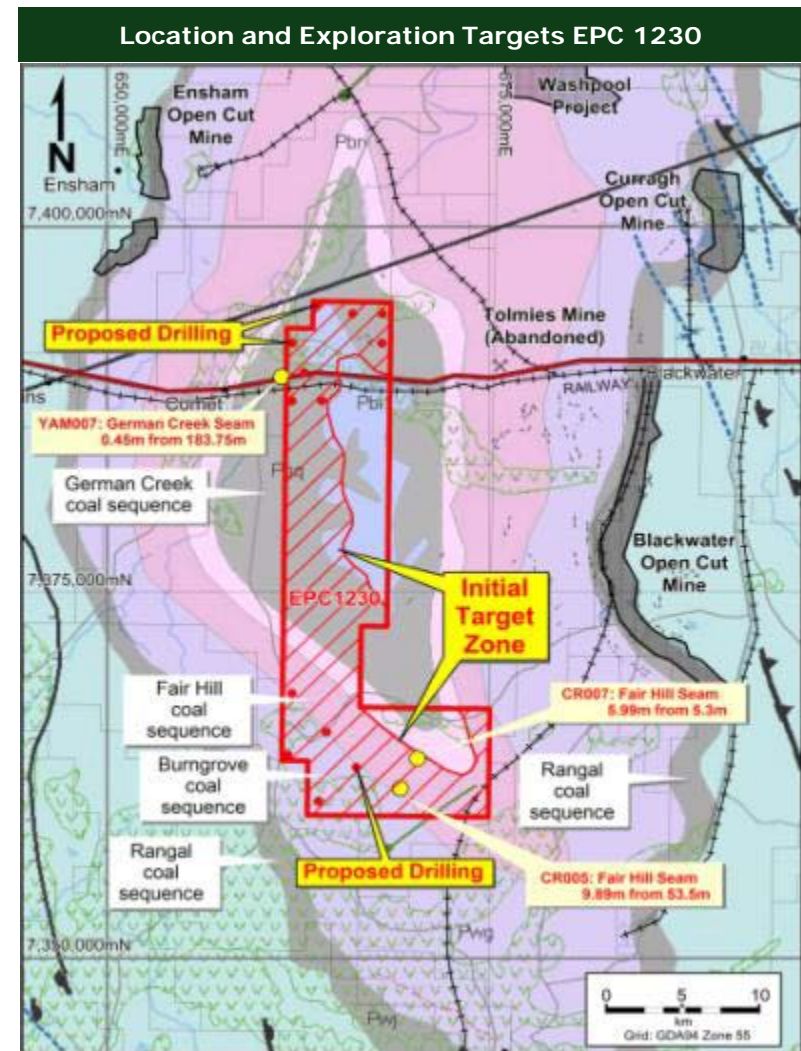 Location and Exploration Targets EPC 1230
650,000mE
675,000mE
Ensham
Open Cut
Mine
Washpool
Project
N
Pbn
Ensham
Curragh
Open Cut
Mine
7,400,000mN
Tolmies Mine
(Abandoned)
Proposed Drilling
Blackwater
RAILWAY
Comet
YAM007: German Creek Seam
0.45m from 183.75m
German Creek
coal sequence
Blackwater
Open Cut
Mine
7,375,000mN
EPC1230
Initial
Target
Zone
Fair Hill
coal
sequence
CR007: Fair Hill Seam
5.99m from 5.3m
Burngrove
coal
sequence
Rangal
coal
sequence
Rangal
coal
sequence
Proposed Drilling
CR005: Fair Hill Seam
9.89m from 53.5m
7,350,000mN
Pwg
Pwj
0 5 10
km
Grid: GDA94 Zone 55